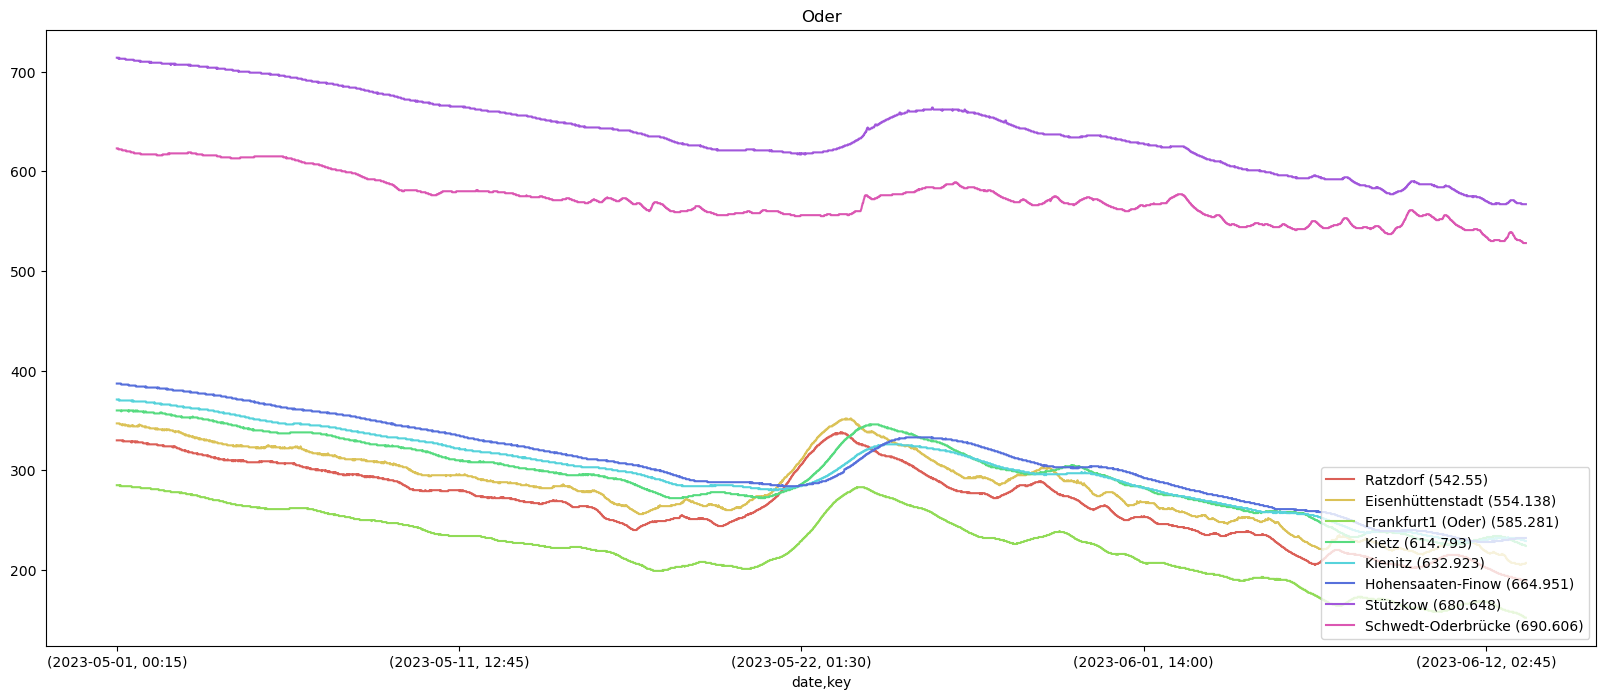 Oder
700
600
500
400
300
200
Ratzdorf (542.55)
Eisenhüttenstadt (554.138)
Frankfurt1 (Oder) (585.281)
Kietz (614.793)
Kienitz (632.923)
Hohensaaten-Finow (664.951)
Stützkow (680.648)
Schwedt-Oderbrücke (690.606)
(2023-05-01, 00:15)
(2023-05-11, 12:45)
(2023-05-22, 01:30)
(2023-06-01, 14:00)
(2023-06-12, 02:45)
date,key